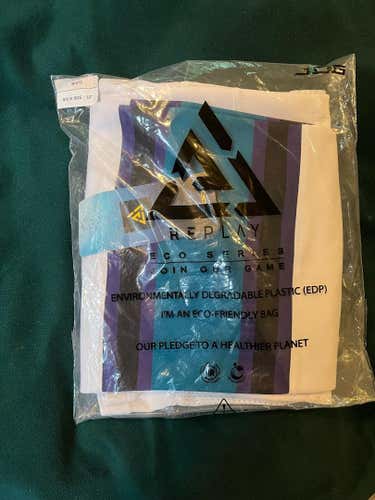 REPLAY
ECO SERIES
JOIN OUR GAME
ENVIRONMENTALLY DEGRADABLE PLASTIC (EDP)
I'M AN ECO-FRIENDLY BAG
OUR PLEDGE TO A HEALTHIER PLANET